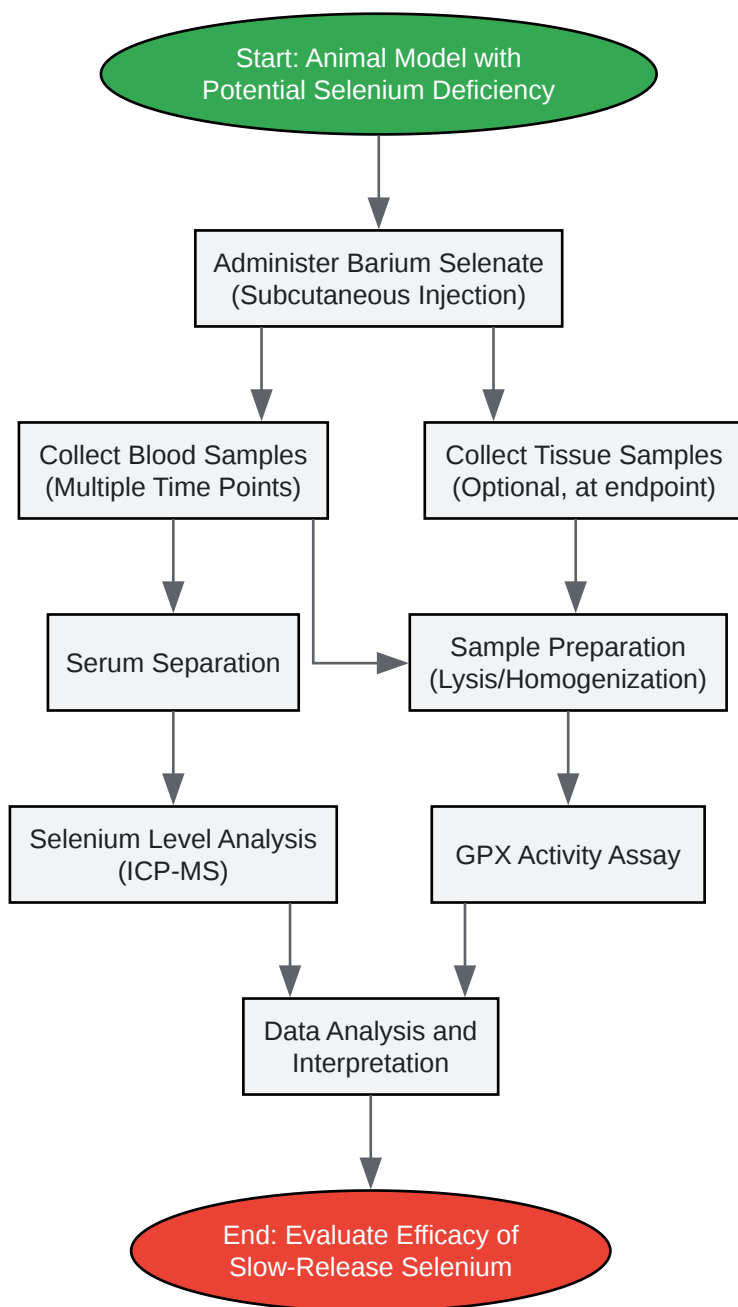 Start: Animal Model with
Potential Selenium Deficiency
Administer Barium Selenate
(Subcutaneous Injection)
Collect Blood Samples
(Multiple Time Points)
Collect Tissue Samples
(Optional, at endpoint)
Serum Separation
Sample Preparation
(Lysis/Homogenization)
Selenium Level Analysis
(ICP-MS)
GPX Activity Assay
Data Analysis and
Interpretation
End: Evaluate Efficacy of
Slow-Release Selenium